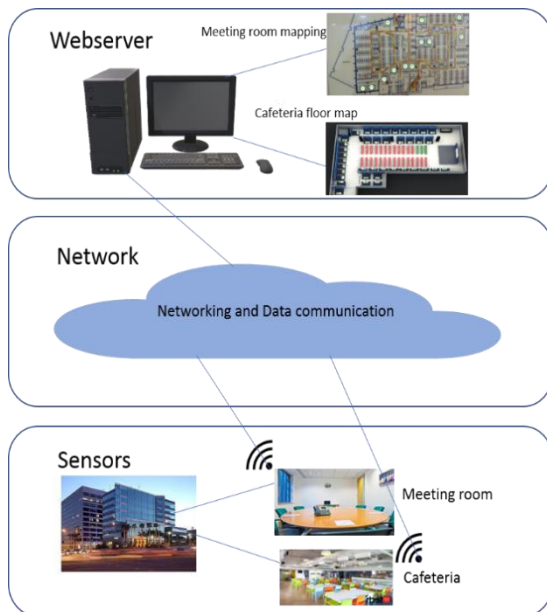 Webserver
Meeting room mapping
Cafeteria floor map
Network
Networking and Data communication
Sensors
Meeting room
Cafeteria